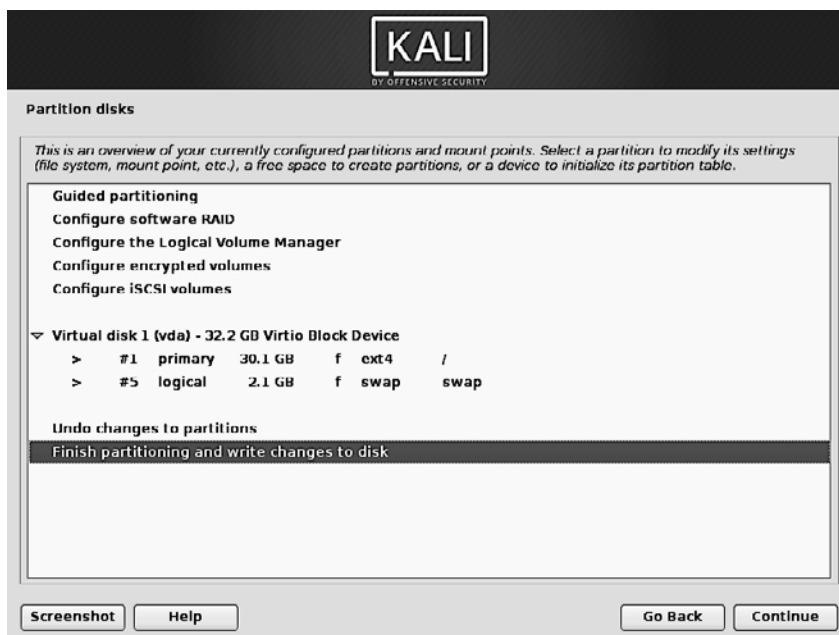 KALI
BY OFFENSIVE SECURITY
Partition disks
This is an overview of your currently configured partitions and mount points. Select a partition to modify its settings
(file system, mount point, etc.), a free space to create partitions, or a device to initialize its partition table.
Guided partitioning
Configure software RAID
Configure the Logical Volume Manager
Configure encrypted volumes
Configure iSCSI volumes
Virtual disk 1 (vda) - 32.2 GB Virtio Block Device
> #1 primary 30.1 GB f ext4 /
> #5 logical 2.1 GB f swap swap
Undo changes to partitions
Finish partitioning and write changes to disk
Screenshot Help Go Back Continue